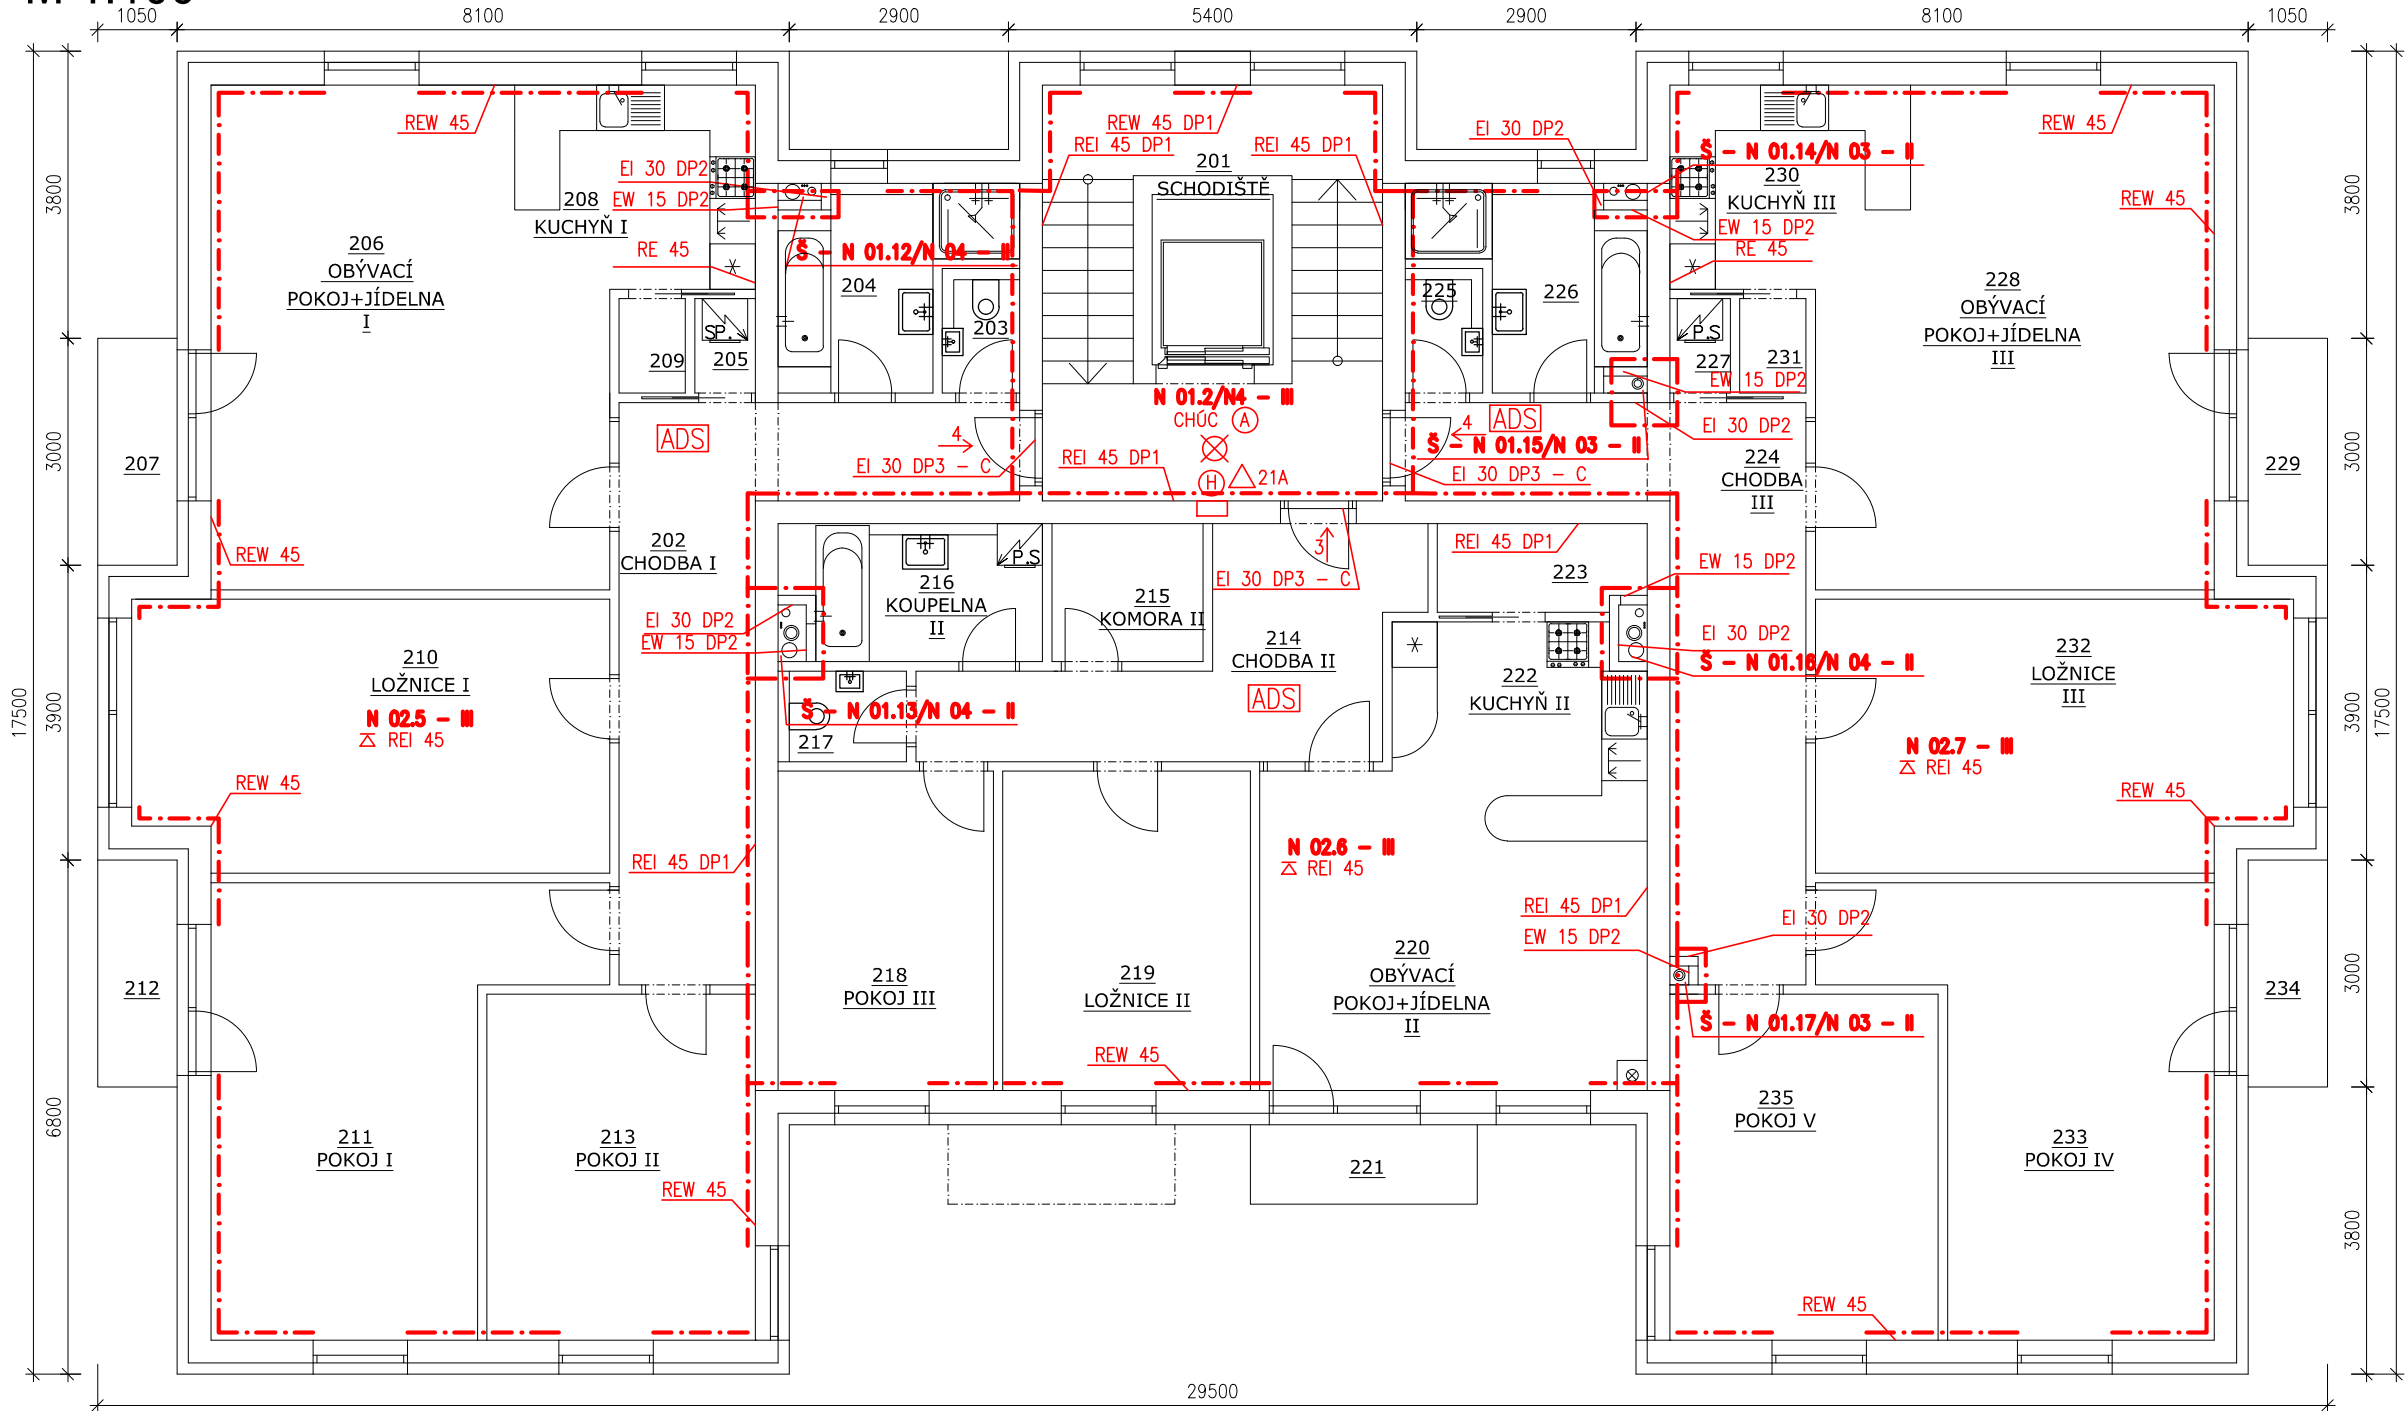 1050
8100
2900
5400
2900
8100
1050
REW 45
REW 45 DP1
EI 30 DP2
REW 45
REI 45 DP1
REI 45 DP1
201
SCHODIŠTĚ
Š - N 01.14/N 03 - II
EI 30 DP2
EW 15 DP2
208
KUCHYŇ I
230
KUCHYŇ III
REW 45
3800
3800
EW 15 DP2
RE 45
RE 45
206
OBÝVACÍ
POKOJ+JÍDELNA
I
Š - N 01.12/N 04 - II
204
203
225
226
228
OBÝVACÍ
POKOJ+JÍDELNA
III
SP.
P.S
209
205
227
231
EW 15 DP2
N 01.2/N4 - III
CHÚC A
H 21A
ADS
4
ADS
4
EI 30 DP2
Š - N 01.15/N 03 - II
EI 30 DP3 - C
REI 45 DP1
EI 30 DP3 - C
3000
3000
207
229
224
CHODBA
III
REW 45
202
CHODBA I
P.S
REI 45 DP1
3
EW 15 DP2
EI 30 DP3 - C
223
216
KOUPELNA
II
215
KOMORA II
EI 30 DP2
EW 15 DP2
214
CHODBA II
EI 30 DP2
Š - N 01.16/N 04 - II
232
LOŽNICE
III
210
LOŽNICE I
N 02.5 - III
REI 45
ADS
222
KUCHYŇ II
Š - N 01.13/N 04 - II
217
17500
3900
3900
17500
N 02.7 - III
REI 45
REW 45
REW 45
REI 45 DP1
N 02.6 - III
REI 45
REI 45 DP1
EI 30 DP2
EW 15 DP2
212
218
POKOJ III
219
LOŽNICE II
220
OBÝVACÍ
POKOJ+JÍDELNA
II
234
3000
Š - N 01.17/N 03 - II
REW 45
6800
211
POKOJ I
213
POKOJ II
235
POKOJ V
233
POKOJ IV
221
REW 45
3800
REW 45
29500